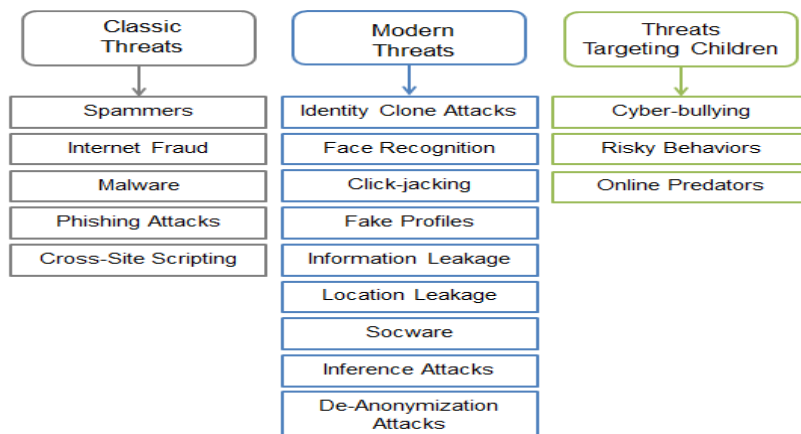 Classic
Threats
Spammers
Internet Fraud
Malware
Phishing Attacks
Cross-Site Scripting
Modern
Threats
Identity Clone Attacks
Face Recognition
Click-jacking
Fake Profiles
Information Leakage
Location Leakage
Socware
Inference Attacks
De-Anonymization
Attacks
Threats
Targeting Children
Cyber-bullying
Risky Behaviors
Online Predators